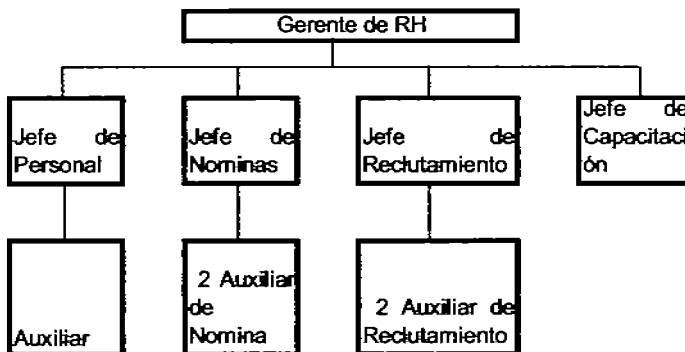 Gerente de RH
Jefe de
Personal
Jefe de
Nominas
Jefe de
Reclutamiento
Jefe de
Capacitaci
ón
Auxiliar
2 Auxiliar
de
Nomina
2 Auxiliar de
Reclutamiento